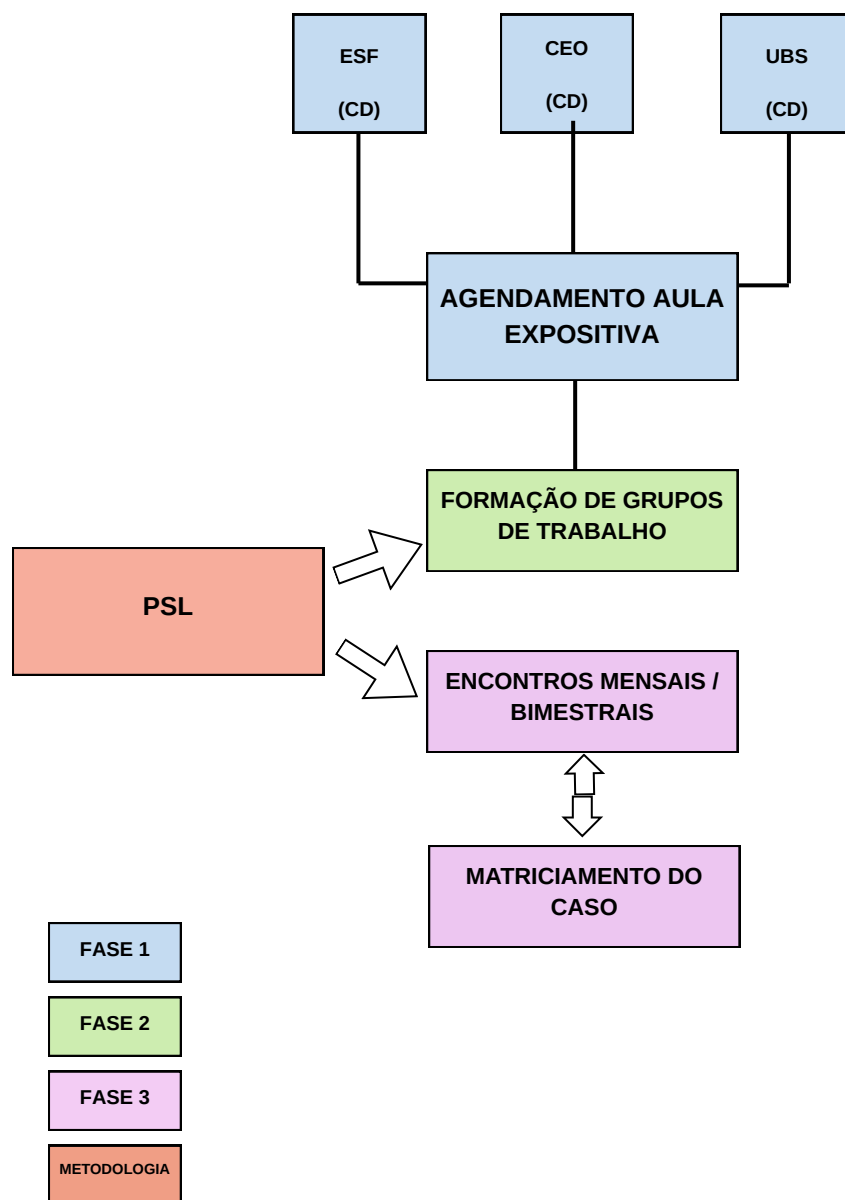 ESF
(CD)
CEO
(CD)
UBS
(CD)
AGENDAMENTO AULA
EXPOSITIVA
FORMAÇÃO DE GRUPOS
DE TRABALHO
PSL
ENCONTROS MENSAIS /
BIMESTRAIS
MATRICIAMENTO DO
CASO
FASE 1
FASE 2
FASE 3
METODOLOGIA